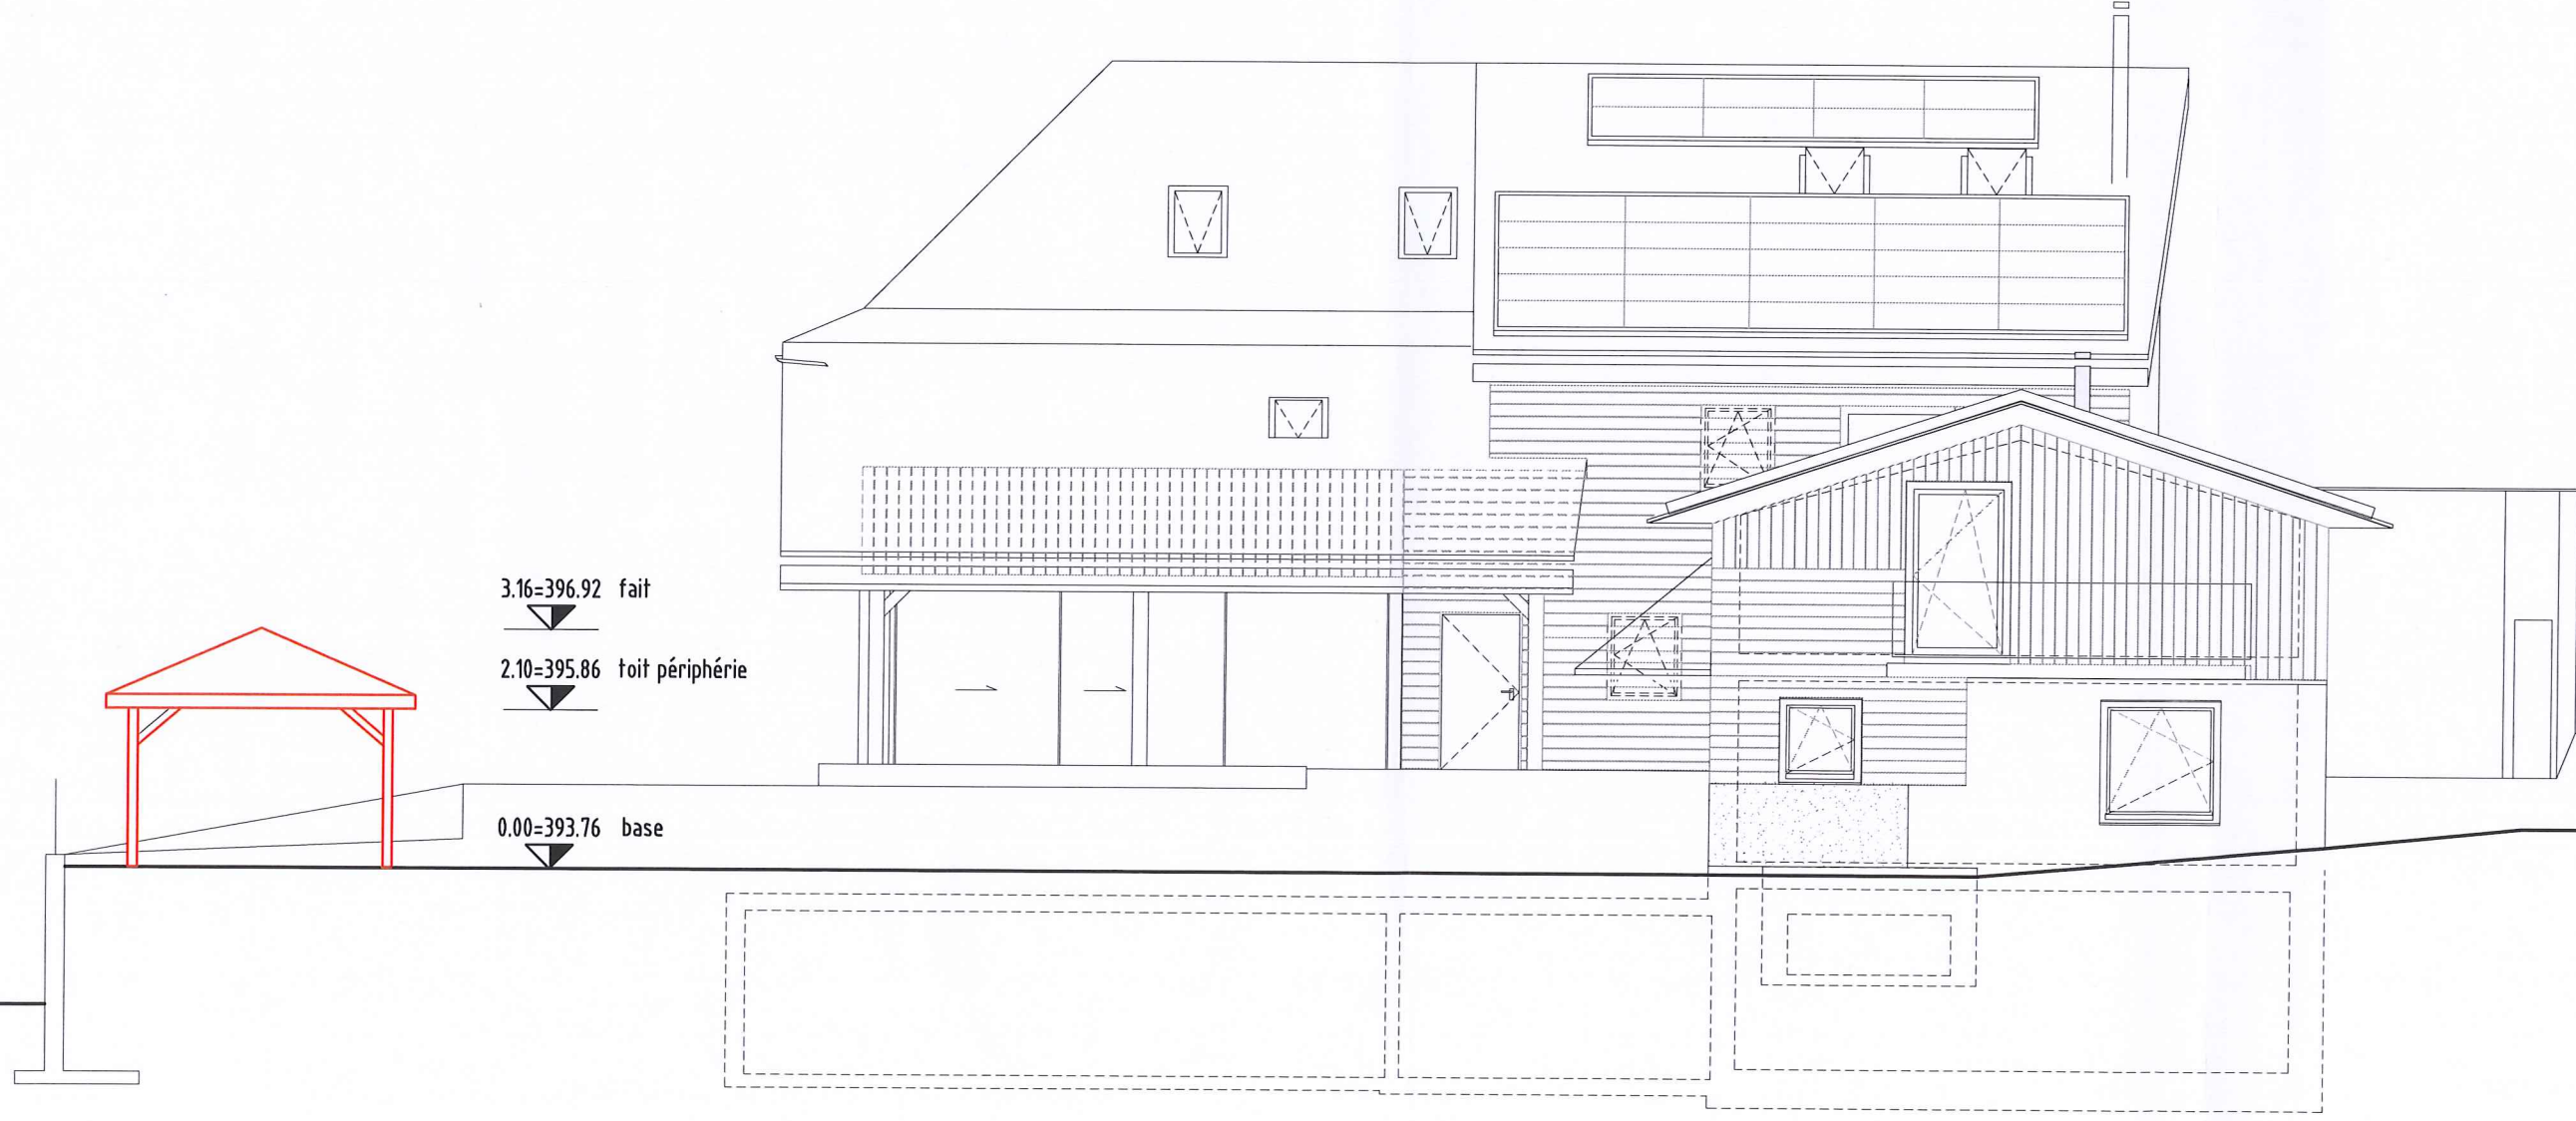 3.16=396.92 fait
2.10=395.86 toit périphérie
0.00=393.76 base